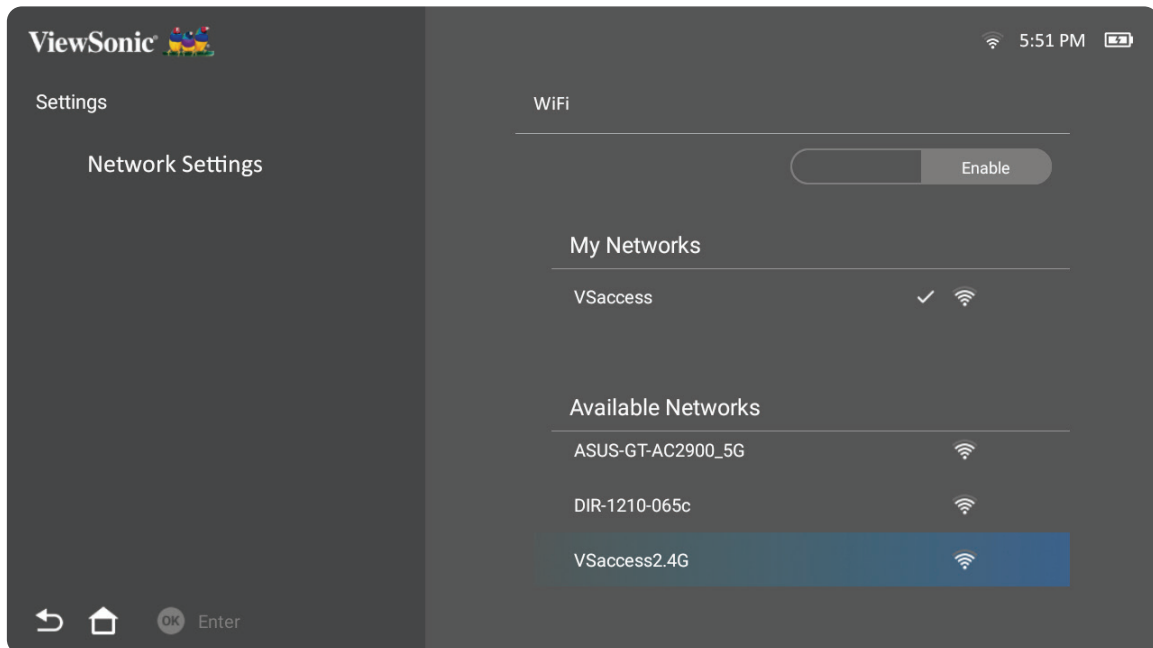 ViewSonic®
5:51 PM
Settings
Network Settings
WiFi
Enable
My Networks
VSaccess
Available Networks
ASUS-GT-AC2900_5G
DIR-1210-065c
VSaccess2.4G
OK Enter